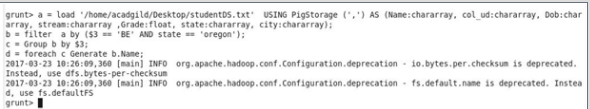 grunt> a = load '/home/acadgild/Desktop/studentDS.txt'  USING PigStorage (',') AS (Name:chararray, col_ud:chararray, Dob:char
array, stream:chararray ,Grade:float, state:chararray, city:chararray);
b = filter  a by ($3 == 'BE' AND state == 'oregon');
c = Group b by $3;
d = foreach c Generate b.Name;
2017-03-23 10:26:09,360 [main] INFO  org.apache.hadoop.conf.Configuration.deprecation - io.bytes.per.checksum is deprecated.
Instead, use dfs.bytes-per-checksum
2017-03-23 10:26:09,360 [main] INFO  org.apache.hadoop.conf.Configuration.deprecation - fs.default.name is deprecated. Instea
d, use fs.defaultFS
grunt>